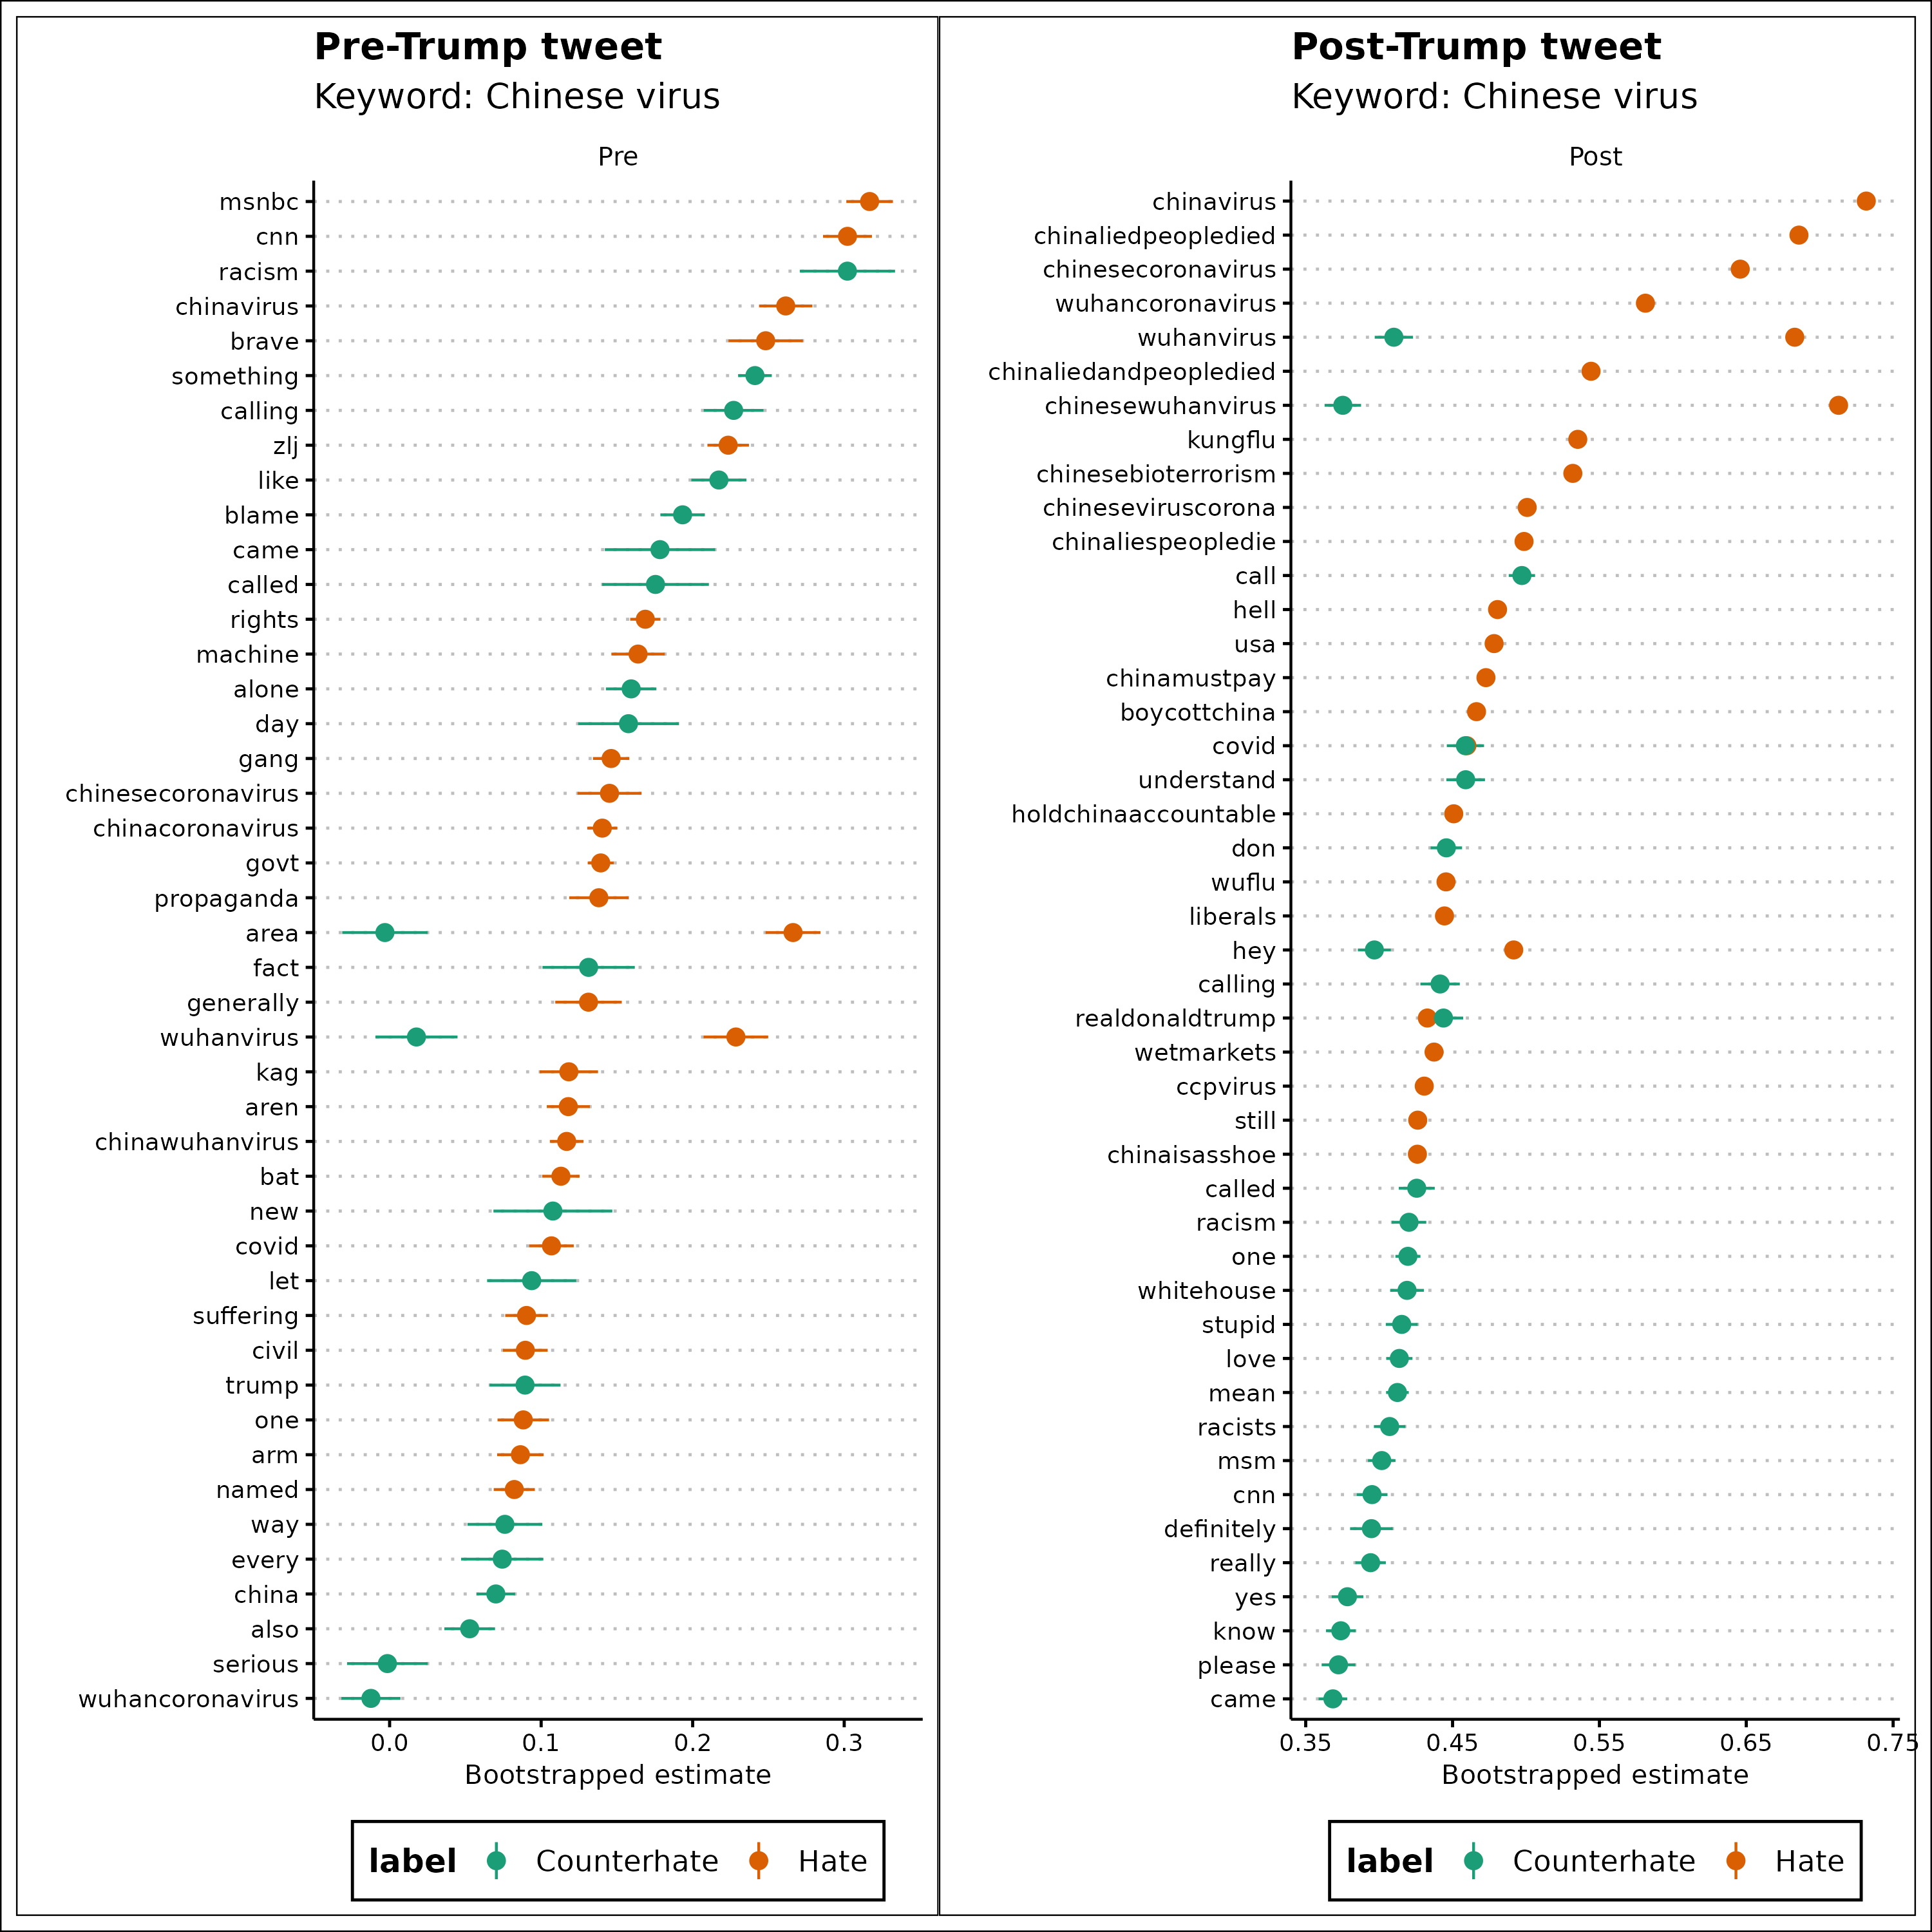 Pre-Trump tweet
Keyword: Chinese virus
Pre
msnbc
cnn
racism
chinavirus
brave
something
calling
zlj
like
blame
came
called
rights
machine
alone
day
gang
chinesecoronavirus
chinacoronavirus
govt
propaganda
area
fact
generally
wuhanvirus
kag
aren
chinawuhanvirus
bat
new
covid
let
suffering
civil
trump
one
arm
named
way
every
china
also
serious
wuhancoronavirus
0.0 0.1 0.2 0.3
Bootstrapped estimate
label Counterhate Hate
Post-Trump tweet
Keyword: Chinese virus
Post
chinavirus
chinaliedpeopledied
chinesecoronavirus
wuhancoronavirus
wuhanvirus
chinaliedandpeopledied
chinesewuhanvirus
kungflu
chinesebioterrorism
chineseviruscorona
chinaliespeopledie
call
hell
usa
chinamustpay
boycottchina
covid
understand
holdchinaaccountable
don
wuflu
liberals
hey
calling
realdonaldtrump
wetmarkets
ccpvirus
still
chinaisasshoe
called
racism
one
whitehouse
stupid
love
mean
racists
msm
cnn
definitely
really
yes
know
please
came
0.35 0.45 0.55 0.65 0.75
Bootstrapped estimate
label Counterhate Hate